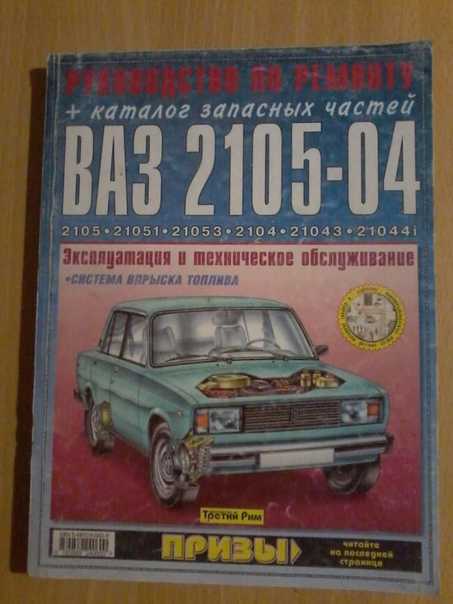 РУКОВОДСТВО ПО РЕМОНТУ
+ каталог запасных частей
ВАЗ 2105-04
2105 • 21051 • 21053 • 2104 • 21043 • 21044i
Эксплуатация и техническое обслуживание
•СИСТЕМА ВПРЫСКА ТОПЛИВА
Третий Рим
ПРИЗЫ
читайте
на последней
странице